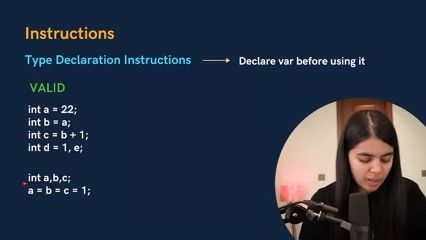 Instructions
Type Declaration Instructions → Declare var before using it
VALID
int a = 22;
int b = a;
int c = b + 1;
int d = 1, e;
int a,b,c;
a = b = c = 1;